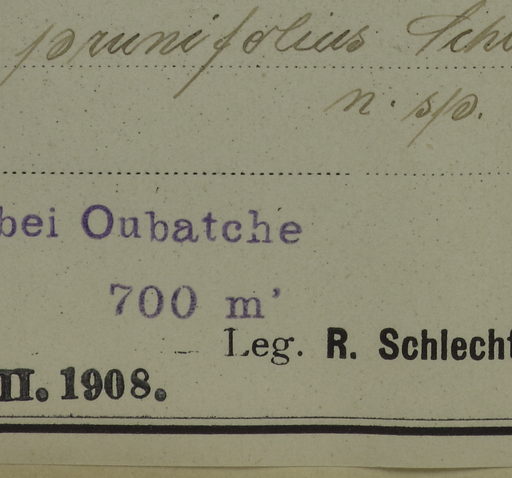 prunifolius Schl
n. sp.
bei Oubatche
700 m'
Leg. R. Schlecht
II. 1908.